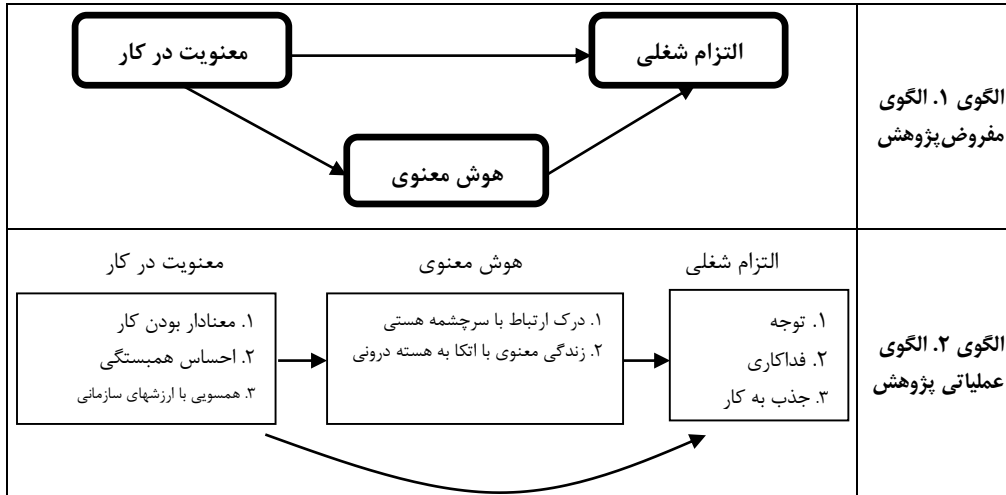 الگوی ۱. الگوی
مفروض‌پژوهش
معنویت در کار
التزام شغلی
هوش معنوی
الگوی ۲. الگوی
عملیاتی پژوهش
التزام شغلی
۱. توجه
۲. فداکاری
۳. جذب به کار
هوش معنوی
۱. درک ارتباط با سرچشمه هستی
۲. زندگی معنوی با اتکا به هسته درونی
معنویت در کار
۱. معنادار بودن کار
۲. احساس همبستگی
۳. همسویی با ارزشهای سازمانی